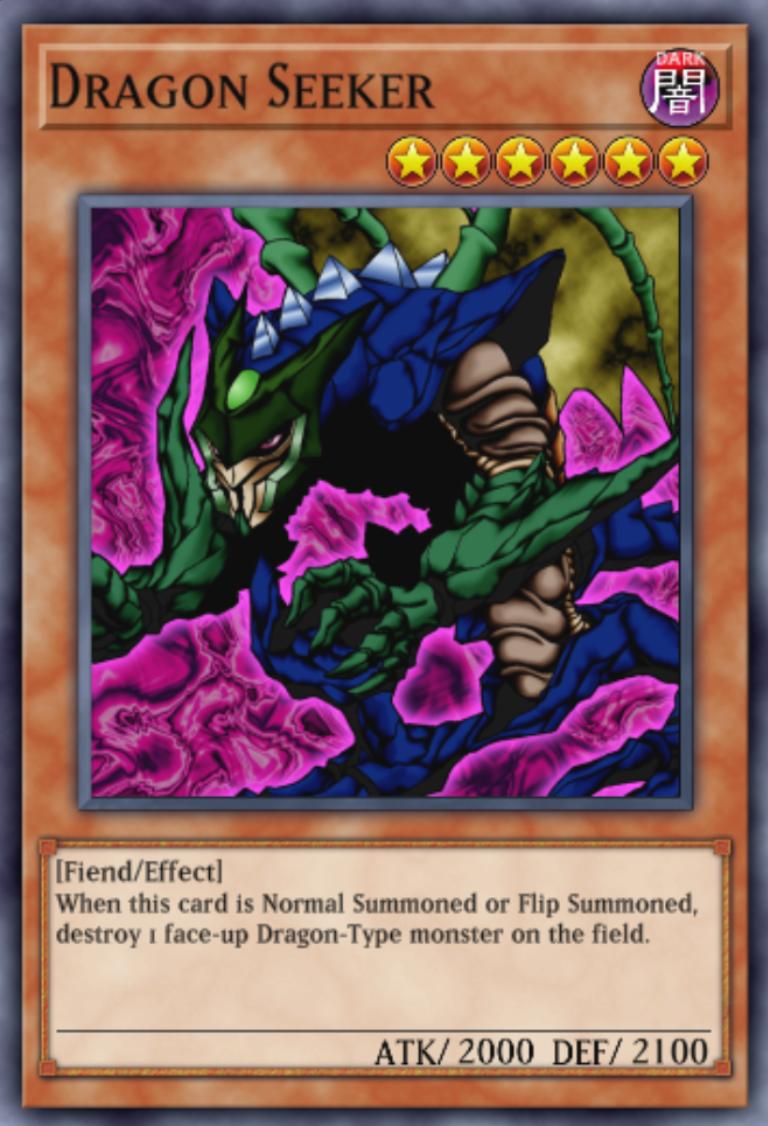 DRAGON SEEKER
DARK
闇
[Fiend/Effect]
When this card is Normal Summoned or Flip Summoned,
destroy 1 face-up Dragon-Type monster on the field.
ATK/ 2000 DEF/ 2100